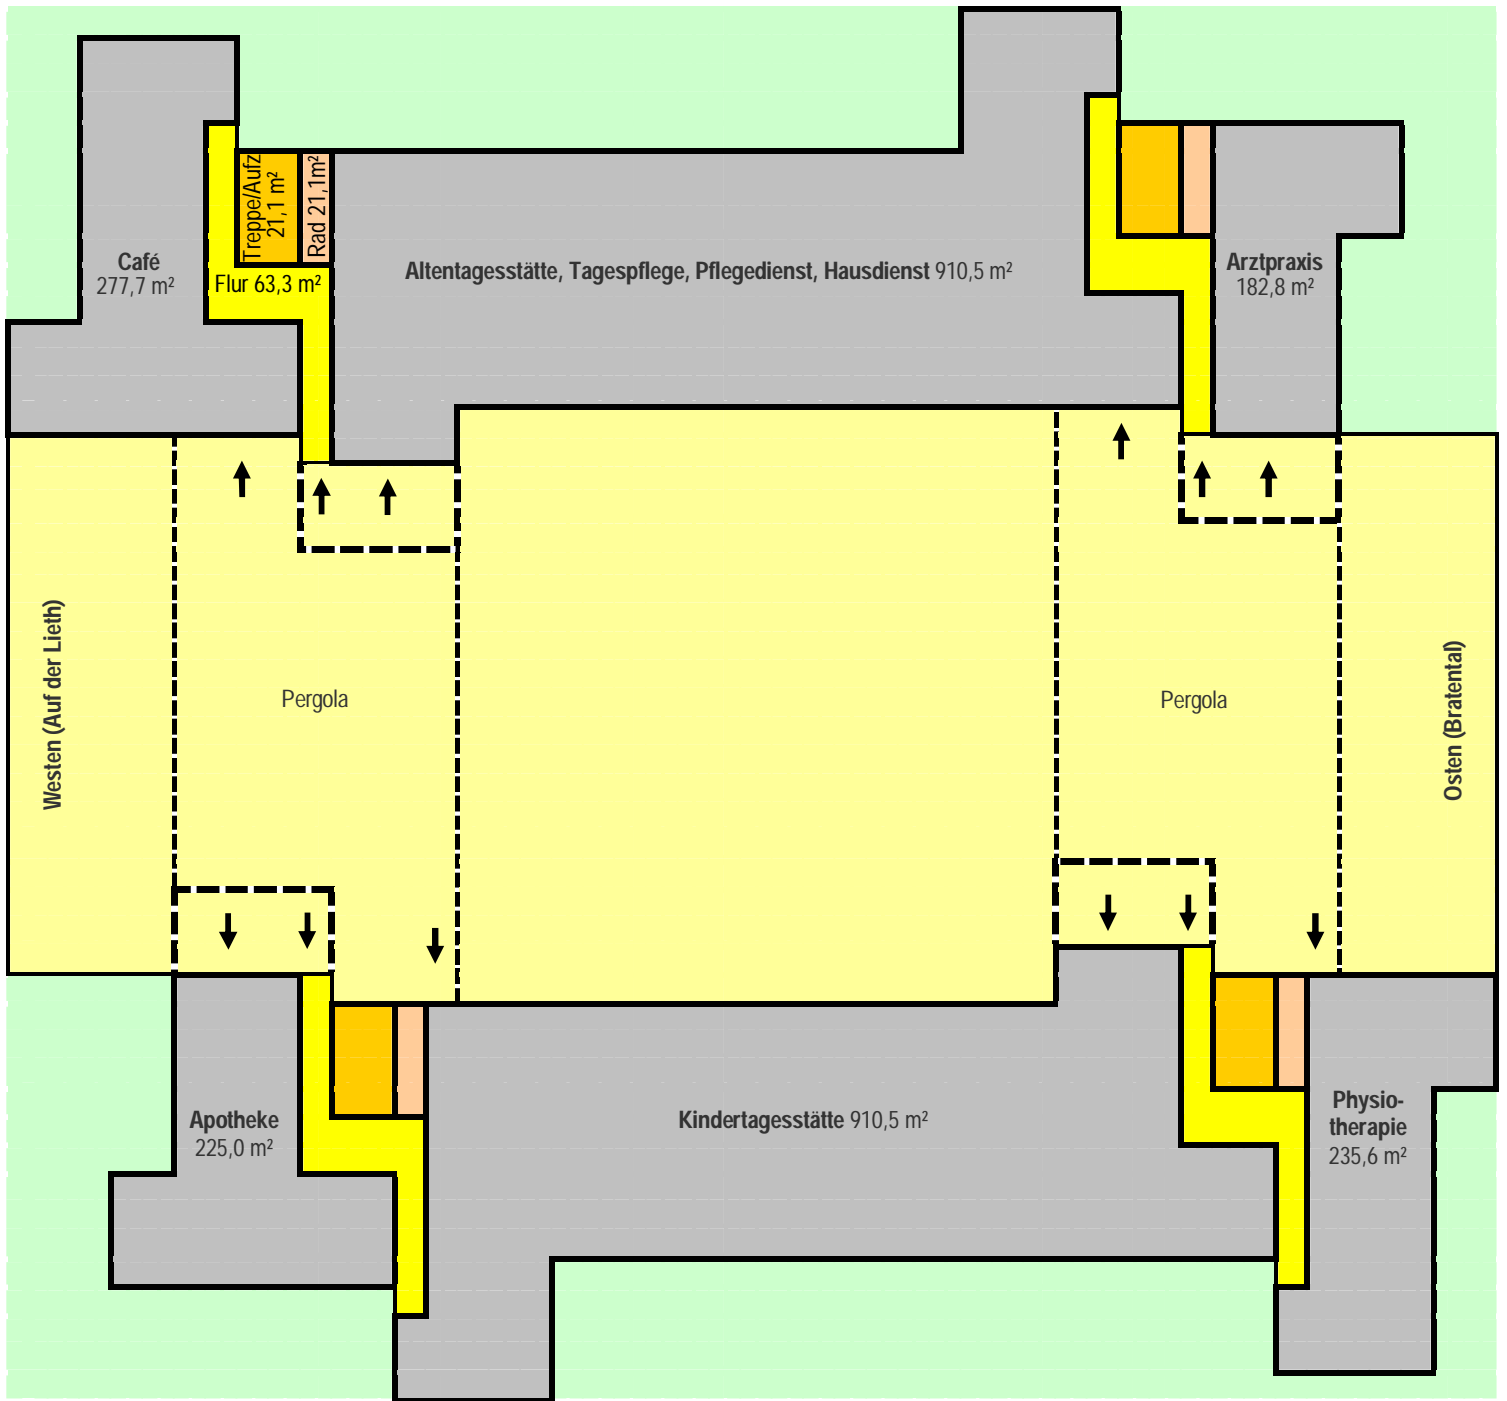 Treppe/Aufz
21,1 m²
Rad 21,1m²
Café
277,7 m²
Flur 63,3 m²
Altentagesstätte, Tagespflege, Pflegedienst, Hausdienst 910,5 m²
Arztpraxis
182,8 m²
Westen (Auf der Lieth)
Pergola
Pergola
Osten (Bratental)
Apotheke
225,0 m²
Kindertagesstätte 910,5 m²
Physio-
therapie
235,6 m²